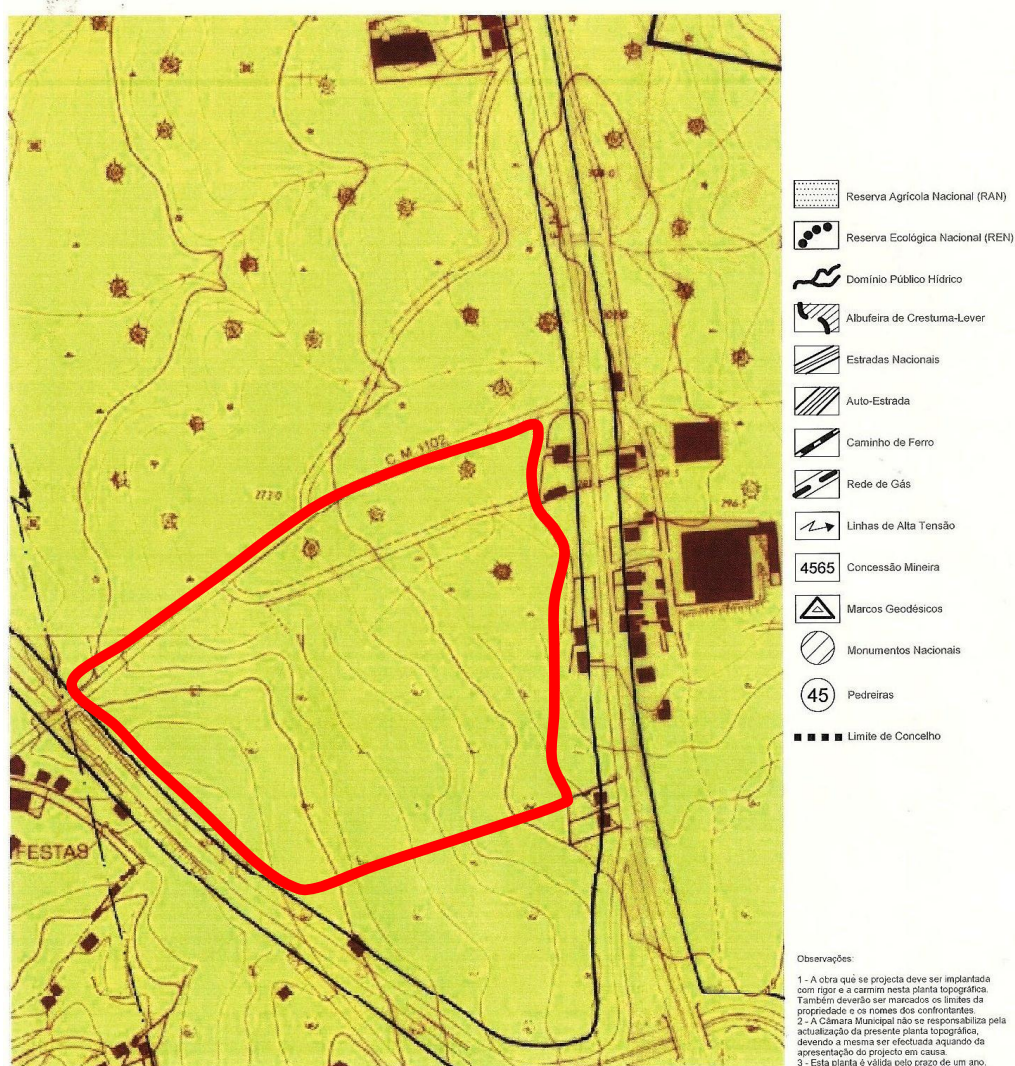 C. M. 1102
273-0
296-5
FESTAS
Reserva Agrícola Nacional (RAN)
Reserva Ecológica Nacional (REN)
Domínio Público Hídrico
Albufeira de Crestuma-Lever
Estradas Nacionais
Auto-Estrada
Caminho de Ferro
Rede de Gás
Linhas de Alta Tensão
4565 Concessão Mineira
Marcos Geodésicos
Monumentos Nacionais
45 Pedreiras
Limite de Concelho
Observações:
1 - A obra que se projecta deve ser implantada
com rigor e a carmim nesta planta topográfica.
Também deverão ser marcados os limites da
propriedade e os nomes dos confrontantes.
2 - A Câmara Municipal não se responsabiliza pela
actualização da presente planta topográfica,
devendo a mesma ser efectuada aquando da
apresentação do projecto em causa.
3 - Esta planta é válida pelo prazo de um ano.